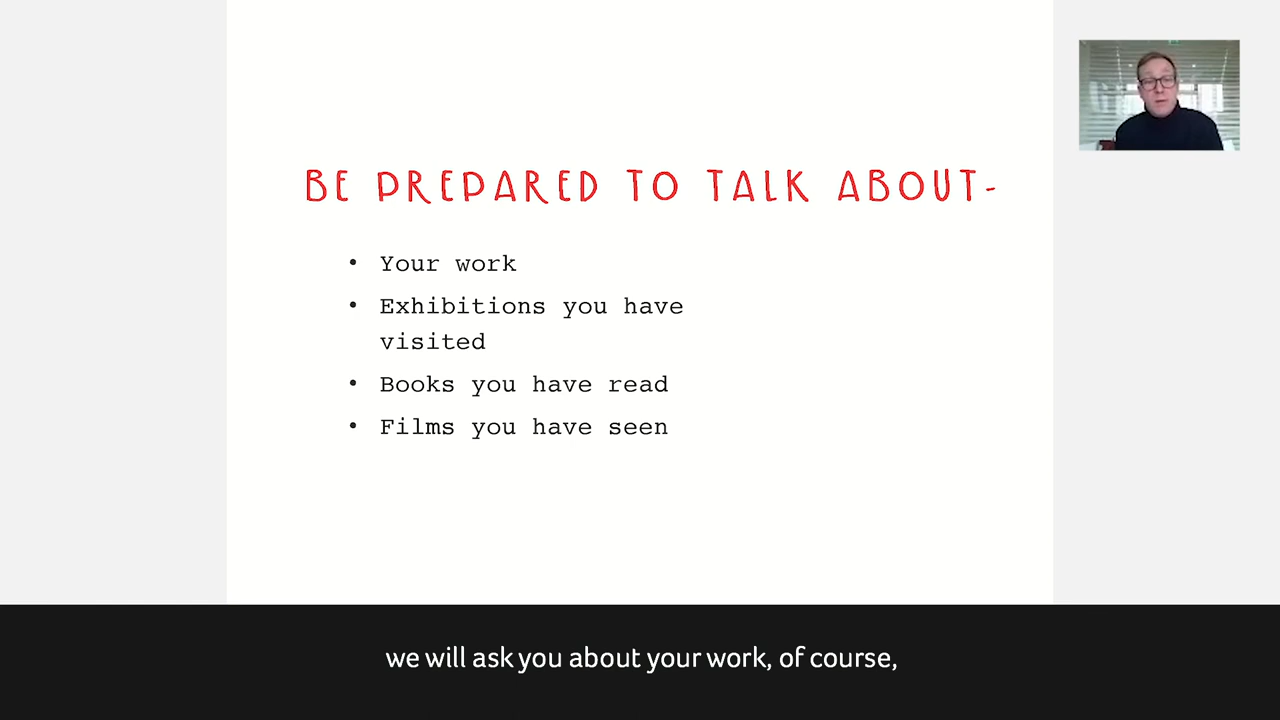 BE PREPARED TO TALK ABOUT-
• Your work
• Exhibitions you have
visited
• Books you have read
• Films you have seen
we will ask you about your work, of course,